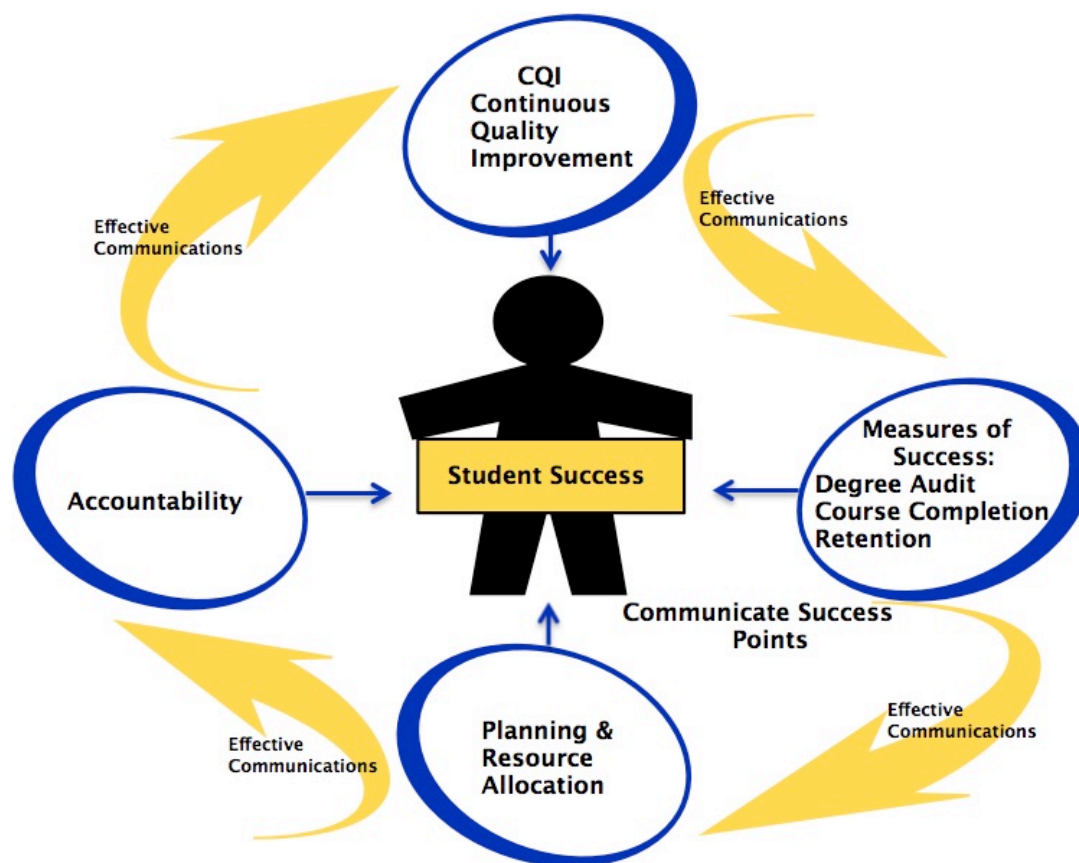 CQI
Continuous
Quality
Improvement
Effective
Communications
Effective
Communications
Accountability
Student Success
Measures of
Success:
Degree Audit
Course Completion
Retention
Communicate Success
Points
Planning &
Resource
Allocation
Effective
Communications
Effective
Communications